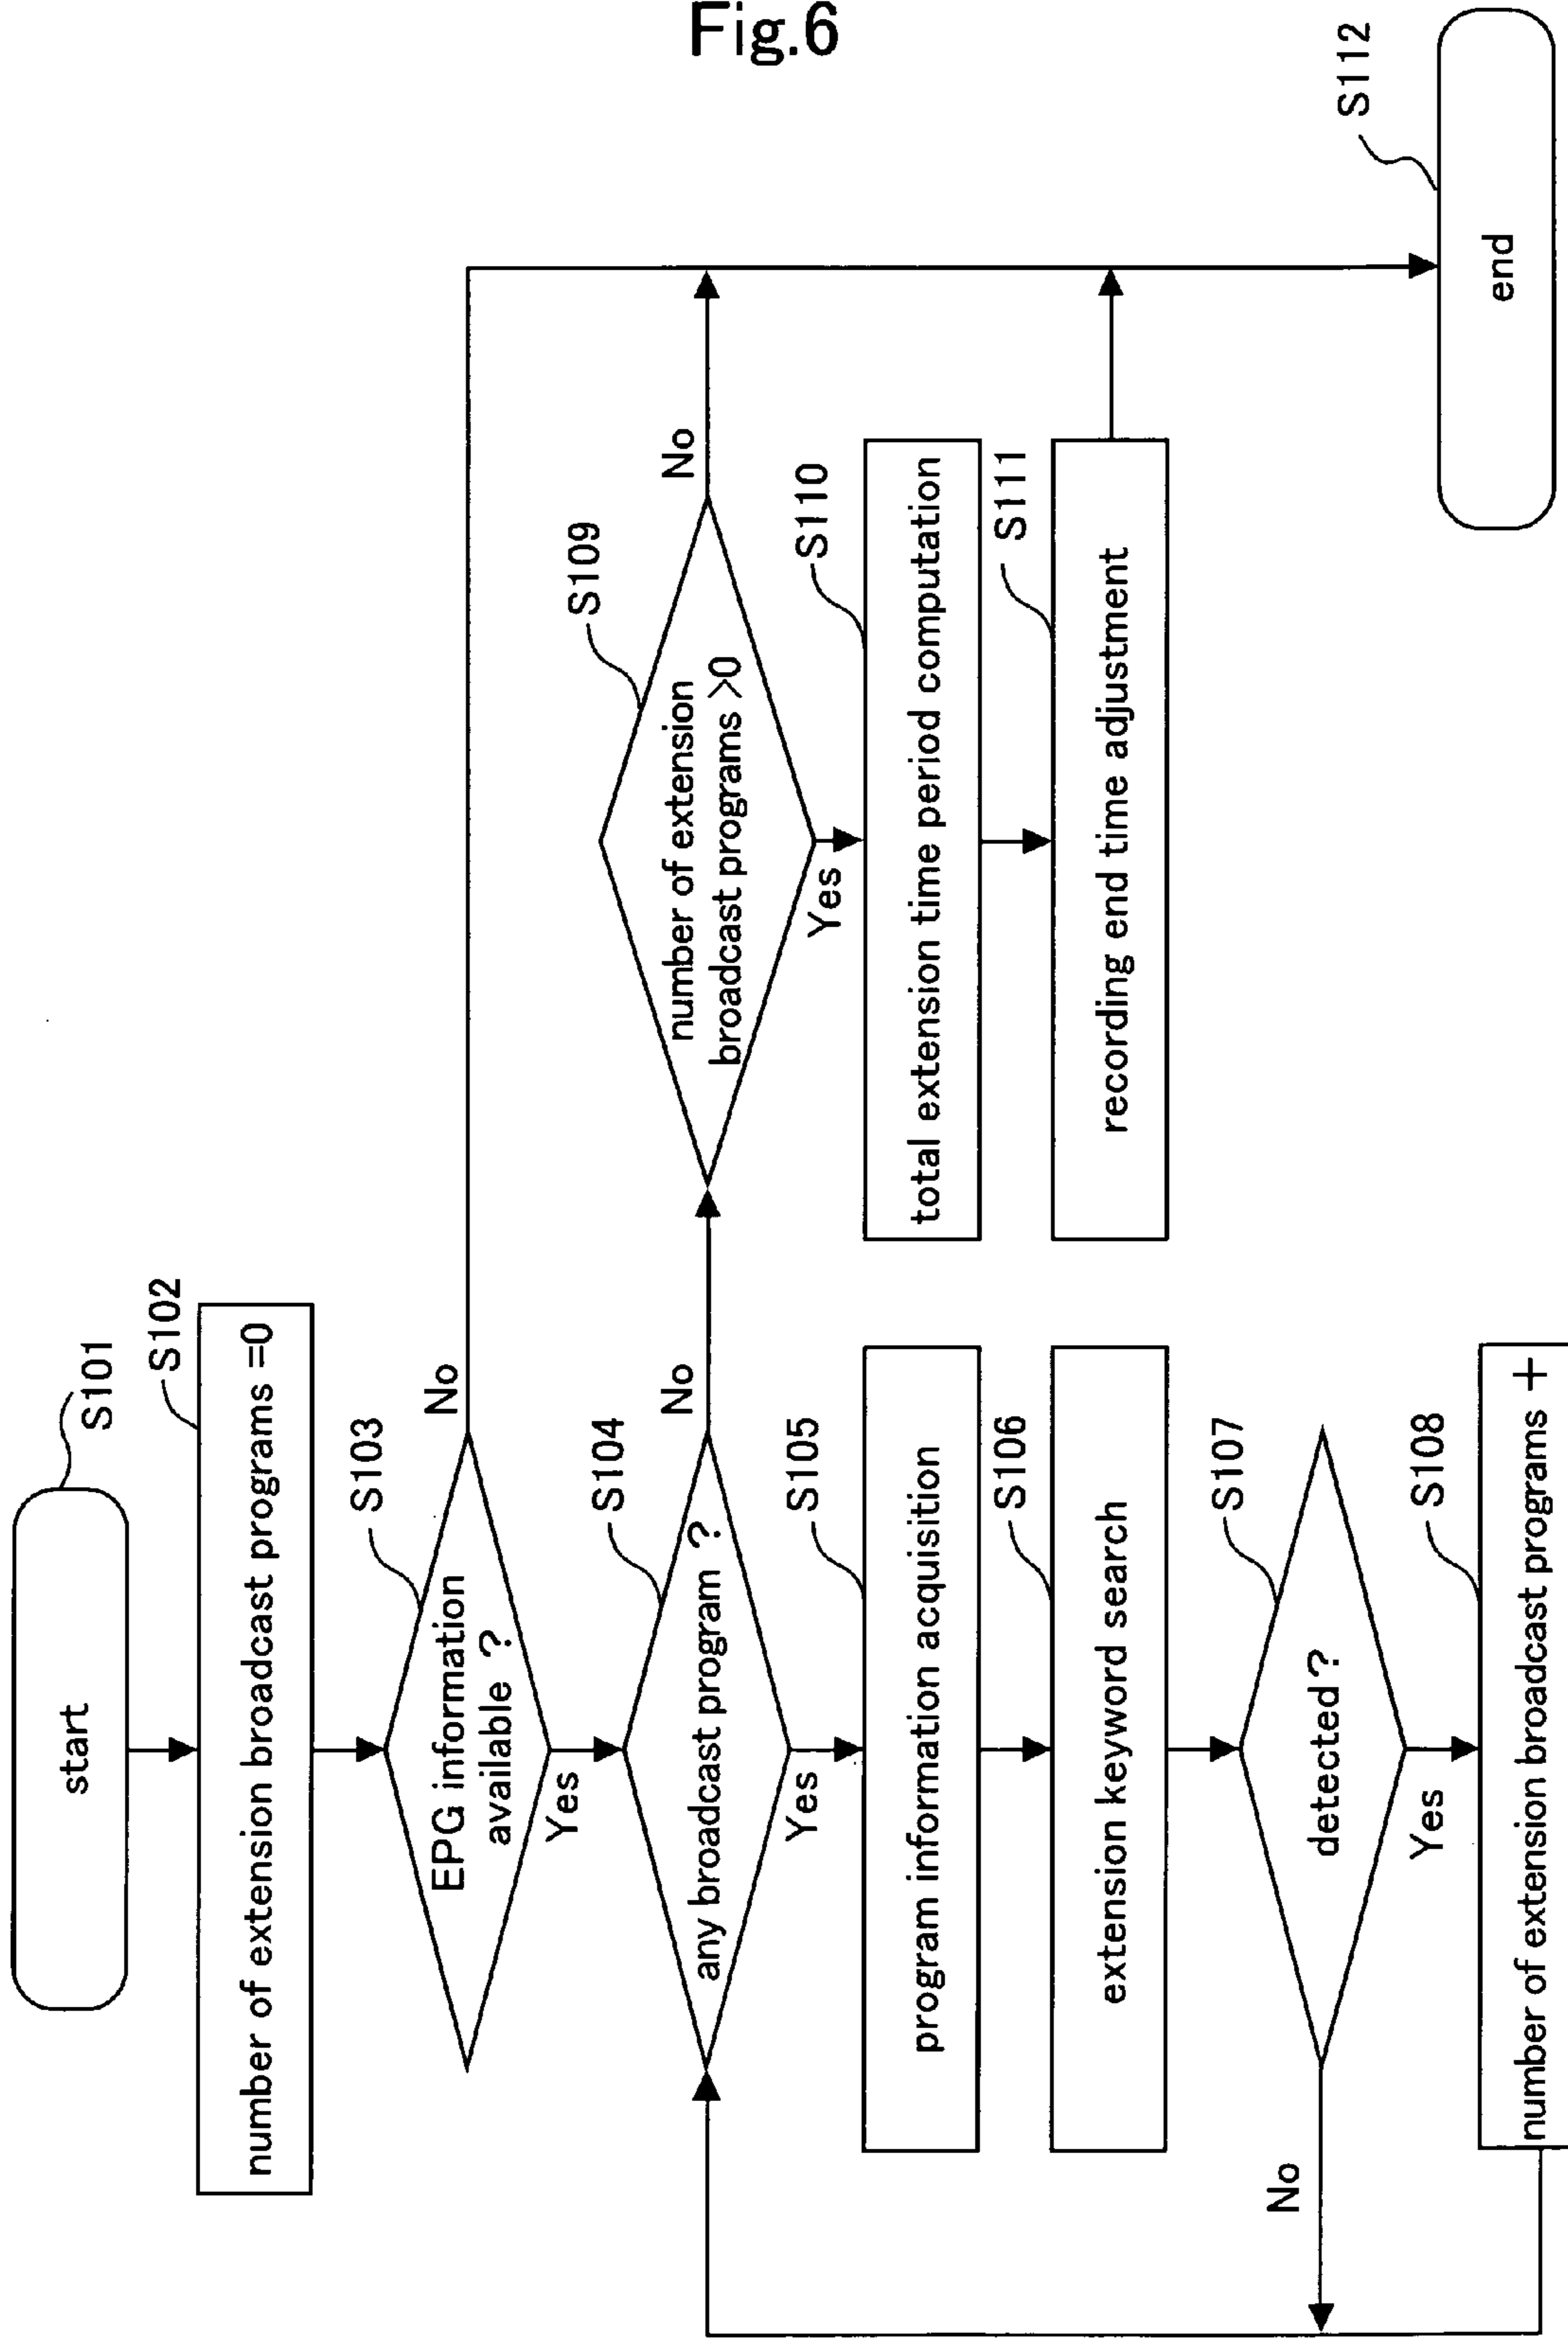 Fig.6
start
S101
number of extension broadcast programs =0
S102
EPG information
available ?
S103
No
Yes
any broadcast program ?
S104
No
Yes
program information acquisition
S105
extension keyword search
S106
detected ?
S107
No
Yes
number of extension broadcast programs +
S108
number of extension
broadcast programs >0
S109
No
Yes
total extension time period computation
S110
recording end time adjustment
S111
end
S112